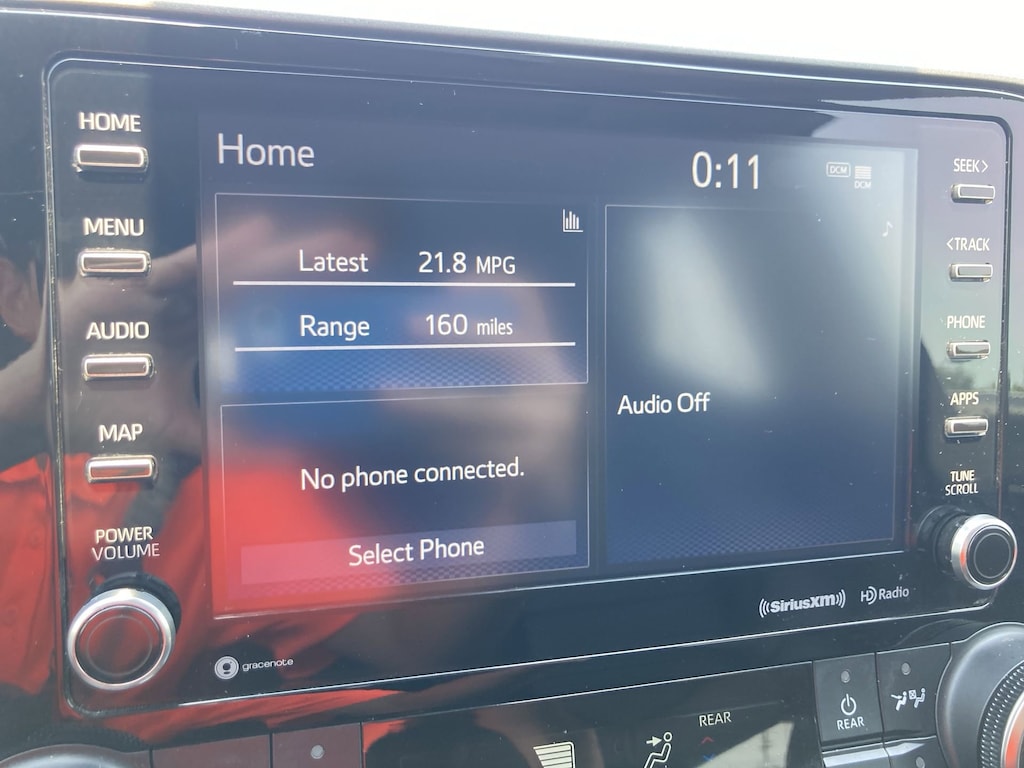 HOME
MENU
AUDIO
MAP
POWER
VOLUME
Home
0:11
DCM
DCM
Latest 21.8 MPG
Range 160 miles
No phone connected.
Select Phone
Audio Off
SEEK>
<TRACK
PHONE
APPS
TUNE
SCROLL
gracenote
((SiriusXM))
HD Radio
REAR
REAR